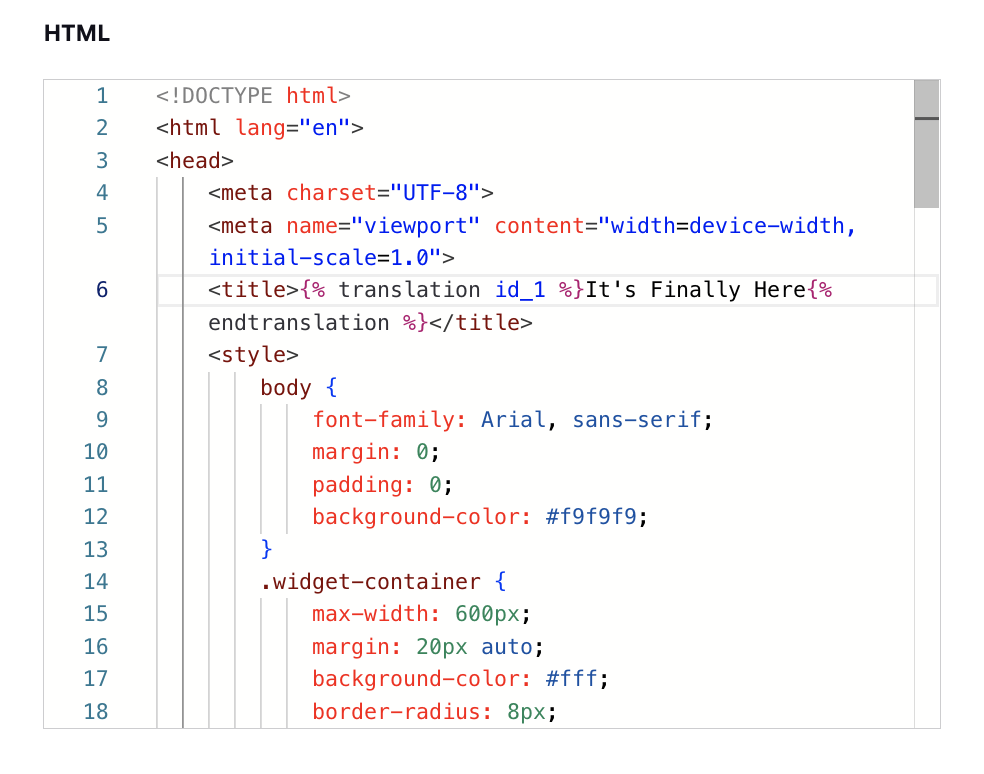 HTML
1 <!DOCTYPE html>
2 <html lang="en">
3 <head>
4 <meta charset="UTF-8">
5 <meta name="viewport" content="width=device-width,
initial-scale=1.0">
6 <title>{% translation id_1 %}It's Finally Here{%
endtranslation %}</title>
7 <style>
8 body {
9 font-family: Arial, sans-serif;
10 margin: 0;
11 padding: 0;
12 background-color: #f9f9f9;
13 }
14 .widget-container {
15 max-width: 600px;
16 margin: 20px auto;
17 background-color: #fff;
18 border-radius: 8px;